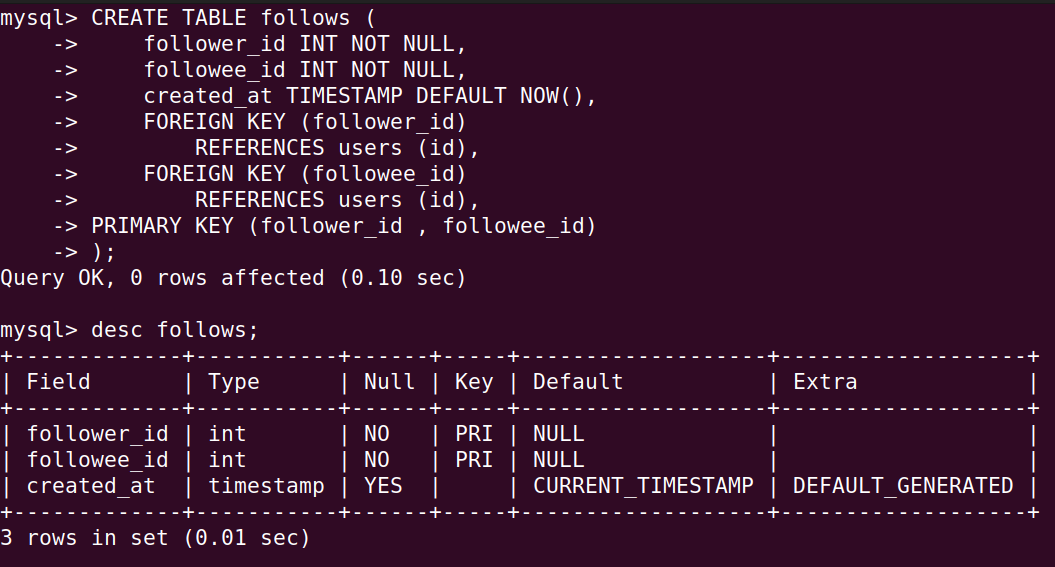 mysql> CREATE TABLE follows (
    ->     follower_id INT NOT NULL,
    ->     followee_id INT NOT NULL,
    ->     created_at TIMESTAMP DEFAULT NOW(),
    ->     FOREIGN KEY (follower_id)
    ->         REFERENCES users (id),
    ->     FOREIGN KEY (followee_id)
    ->         REFERENCES users (id),
    -> PRIMARY KEY (follower_id , followee_id)
    -> );
Query OK, 0 rows affected (0.10 sec)

mysql> desc follows;
+-------------+-----------+------+-----+-------------------+-------------------+
| Field       | Type      | Null | Key | Default           | Extra             |
+-------------+-----------+------+-----+-------------------+-------------------+
| follower_id | int       | NO   | PRI | NULL              |                   |
| followee_id | int       | NO   | PRI | NULL              |                   |
| created_at  | timestamp | YES  |     | CURRENT_TIMESTAMP | DEFAULT_GENERATED |
+-------------+-----------+------+-----+-------------------+-------------------+
3 rows in set (0.01 sec)